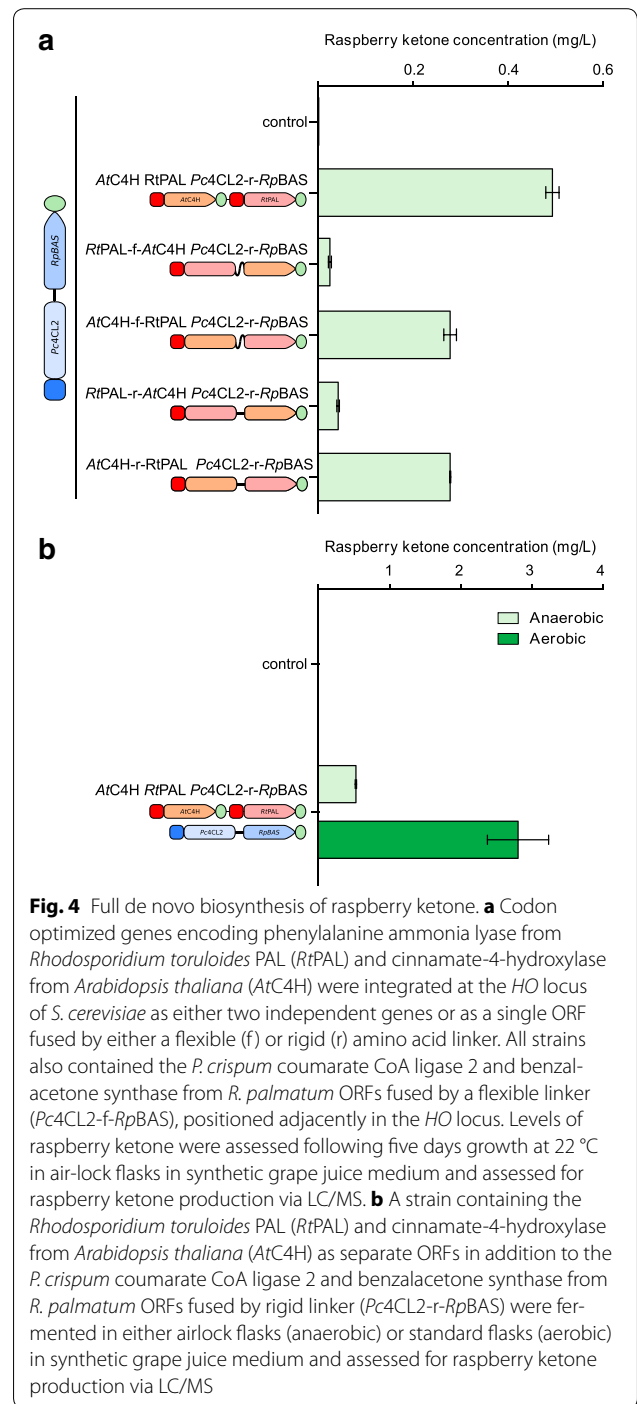 a
Raspberry ketone concentration (mg/L)
0.2 0.4 0.6
control
AtC4H RtPAL Pc4CL2-r-RpBAS
AtC4H RtPAL
RtPAL-f-AtC4H Pc4CL2-r-RpBAS
AtC4H-f-RtPAL Pc4CL2-r-RpBAS
RtPAL-r-AtC4H Pc4CL2-r-RpBAS
AtC4H-r-RtPAL Pc4CL2-r-RpBAS
RpBAS
Pc4CL2
b
Raspberry ketone concentration (mg/L)
1 2 3 4
Anaerobic
Aerobic
control
AtC4H RtPAL Pc4CL2-r-RpBAS
AtC4H RtPAL
Pc4CL2 RpBAS
Fig. 4 Full de novo biosynthesis of raspberry ketone. a Codon
optimized genes encoding phenylalanine ammonia lyase from
Rhodosporidium toruloides PAL (RtPAL) and cinnamate-4-hydroxylase
from Arabidopsis thaliana (AtC4H) were integrated at the HO locus
of S. cerevisiae as either two independent genes or as a single ORF
fused by either a flexible (f) or rigid (r) amino acid linker. All strains
also contained the P. crispum coumarate CoA ligase 2 and benzal-
acetone synthase from R. palmatum ORFs fused by a flexible linker
(Pc4CL2-f-RpBAS), positioned adjacently in the HO locus. Levels of
raspberry ketone were assessed following five days growth at 22 °C
in air-lock flasks in synthetic grape juice medium and assessed for
raspberry ketone production via LC/MS. b A strain containing the
Rhodosporidium toruloides PAL (RtPAL) and cinnamate-4-hydroxylase
from Arabidopsis thaliana (AtC4H) as separate ORFs in addition to the
P. crispum coumarate CoA ligase 2 and benzalacetone synthase from
R. palmatum ORFs fused by rigid linker (Pc4CL2-r-RpBAS) were fer-
mented in either airlock flasks (anaerobic) or standard flasks (aerobic)
in synthetic grape juice medium and assessed for raspberry ketone
production via LC/MS